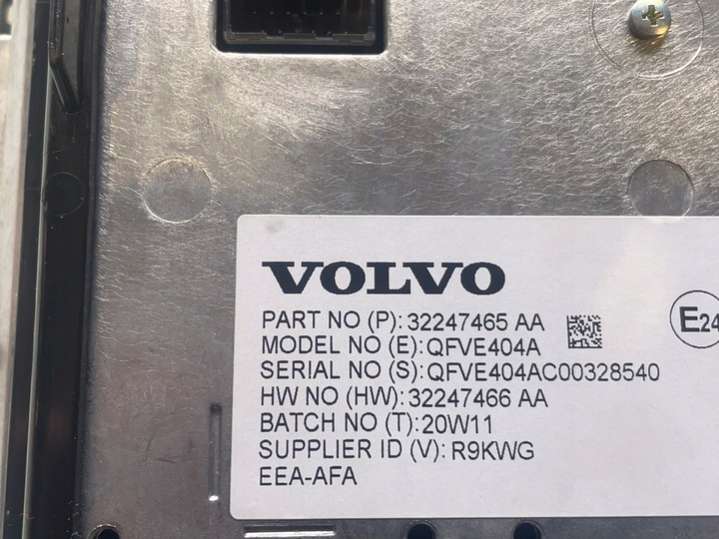 VOLVO
PART NO (P): 32247465 AA
MODEL NO (E): QFVE404A
SERIAL NO (S): QFVE404AC00328540
HW NO (HW): 32247466 AA
BATCH NO (T): 20W11
SUPPLIER ID (V): R9KWG
EEA-AFA
E24